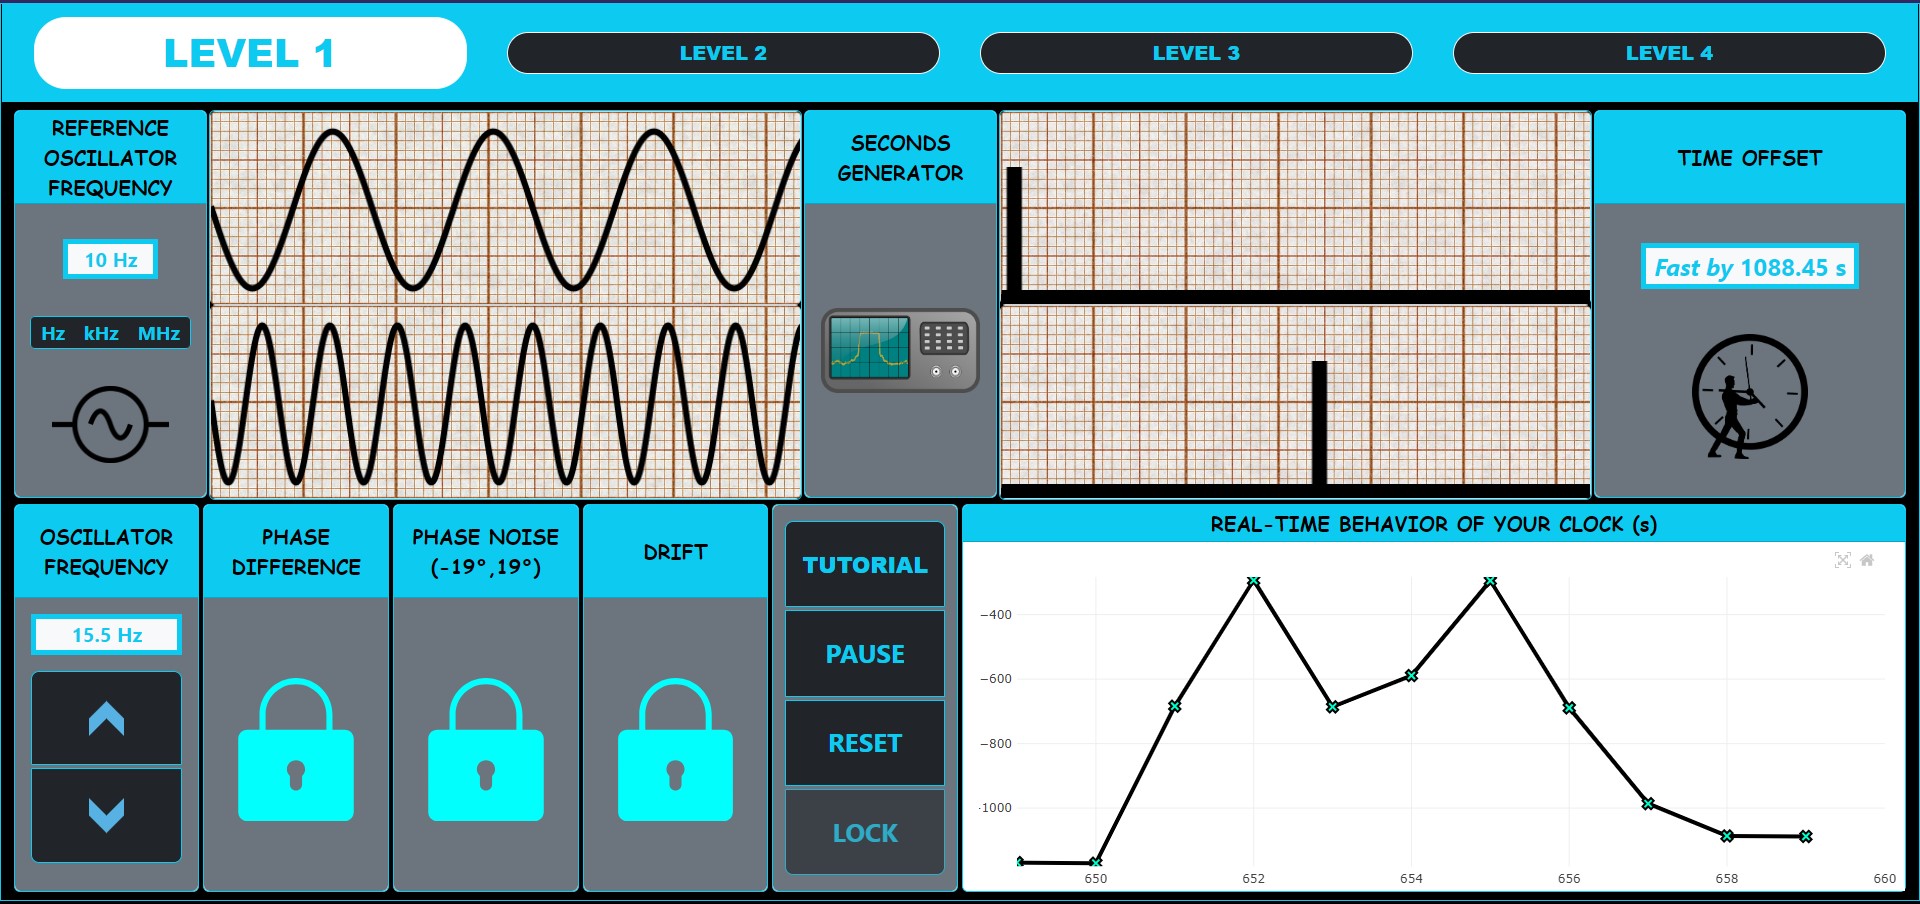 LEVEL 1
LEVEL 2
LEVEL 3
LEVEL 4
REFERENCE
OSCILLATOR
FREQUENCY
10 Hz
Hz kHz MHz
SECONDS
GENERATOR
TIME OFFSET
Fast by 1088.45 s
OSCILLATOR
FREQUENCY
15.5 Hz
PHASE
DIFFERENCE
PHASE NOISE
(-19°,19°)
DRIFT
TUTORIAL
PAUSE
RESET
LOCK
REAL-TIME BEHAVIOR OF YOUR CLOCK (s)
−400
−600
−800
-1000
650 652 654 656 658 660